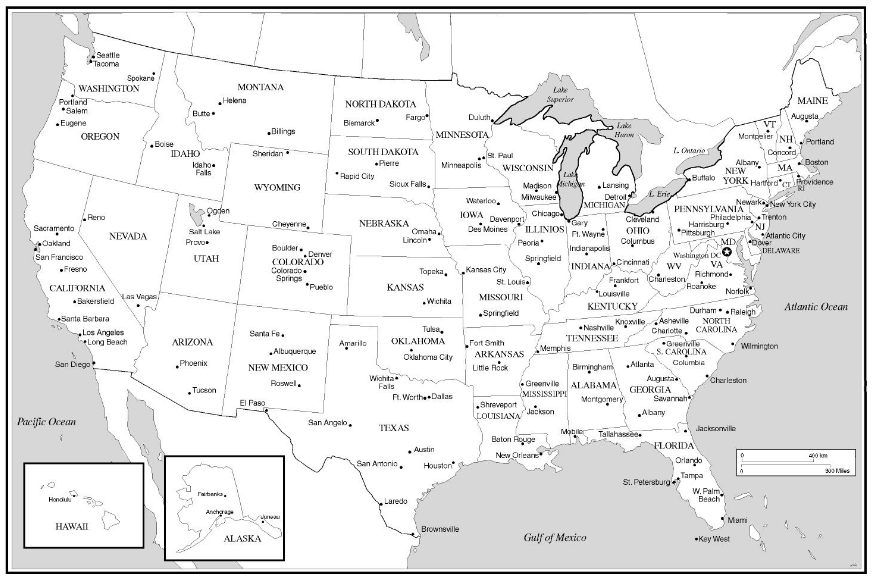 Seattle
Tacoma
Spokane
WASHINGTON
Portland
Salem
Eugene
OREGON
Boise
IDAHO
Idaho
Falls
MONTANA
Helena
Butte
Billings
Sheridan
WYOMING
Cheyenne
NORTH DAKOTA
Bismarck
Fargo
SOUTH DAKOTA
Pierre
Rapid City
Sioux Falls
Duluth
MINNESOTA
Minneapolis
St. Paul
WISCONSIN
Madison
Milwaukee
Lake
Superior
Lake
Huron
Lake
Michigan
L. Ontario
L. Erie
Lansing
Detroit
MICHIGAN
MAINE
Augusta
VT
Montpelier
NH
Concord
Portland
Boston
MA
Albany
NEW
YORK
Buffalo
Hartford
CT
Providence
RI
Newark
New York City
PENNSYLVANIA
Philadelphia
Trenton
Harrisburg
Pittsburgh
NJ
Atlantic City
MD
Dover
DELAWARE
Washington DC
VA
Richmond
Roanoke
Norfolk
WV
Charleston
Cleveland
OHIO
Columbus
Cincinnati
Gary
Ft. Wayne
Indianapolis
INDIANA
Chicago
ILLINIOS
Peoria
Springfield
Waterloo
IOWA
Davenport
Des Moines
NEBRASKA
Omaha
Lincoln
Reno
NEVADA
Las Vegas
Sacramento
Oakland
San Francisco
Fresno
CALIFORNIA
Bakersfield
Santa Barbara
Los Angeles
Long Beach
San Diego
Ogden
Salt Lake
Provo
UTAH
Boulder
Denver
COLORADO
Colorado
Springs
Pueblo
Topeka
KANSAS
Wichita
Kansas City
St. Louis
MISSOURI
Springfield
Frankfort
Louisville
KENTUCKY
Knoxville
Nashville
TENNESSEE
Memphis
Durham
Raleigh
Asheville
Charlotte
NORTH
CAROLINA
Wilmington
Greenville
S. CAROLINA
Columbia
Charleston
ARIZONA
Phoenix
Tucson
Santa Fe
Albuquerque
NEW MEXICO
Roswell
Tulsa
OKLAHOMA
Oklahoma City
Fort Smith
ARKANSAS
Little Rock
Amarillo
Wichita
Falls
Ft. Worth
Dallas
El Paso
San Angelo
TEXAS
Austin
San Antonio
Houston
Laredo
Brownsville
Shreveport
LOUISIANA
Baton Rouge
New Orleans
Greenville
MISSISSIPPI
Jackson
Birmingham
ALABAMA
Montgomery
Mobile
Atlanta
Augusta
GEORGIA
Savannah
Albany
Tallahassee
Jacksonville
FLORIDA
Orlando
Tampa
St. Petersburg
W. Palm
Beach
Miami
Key West
Pacific Ocean
Atlantic Ocean
Gulf of Mexico
Honolulu
HAWAII
Fairbanks
Anchorage
Juneau
ALASKA
0 400 km
0 300 Miles